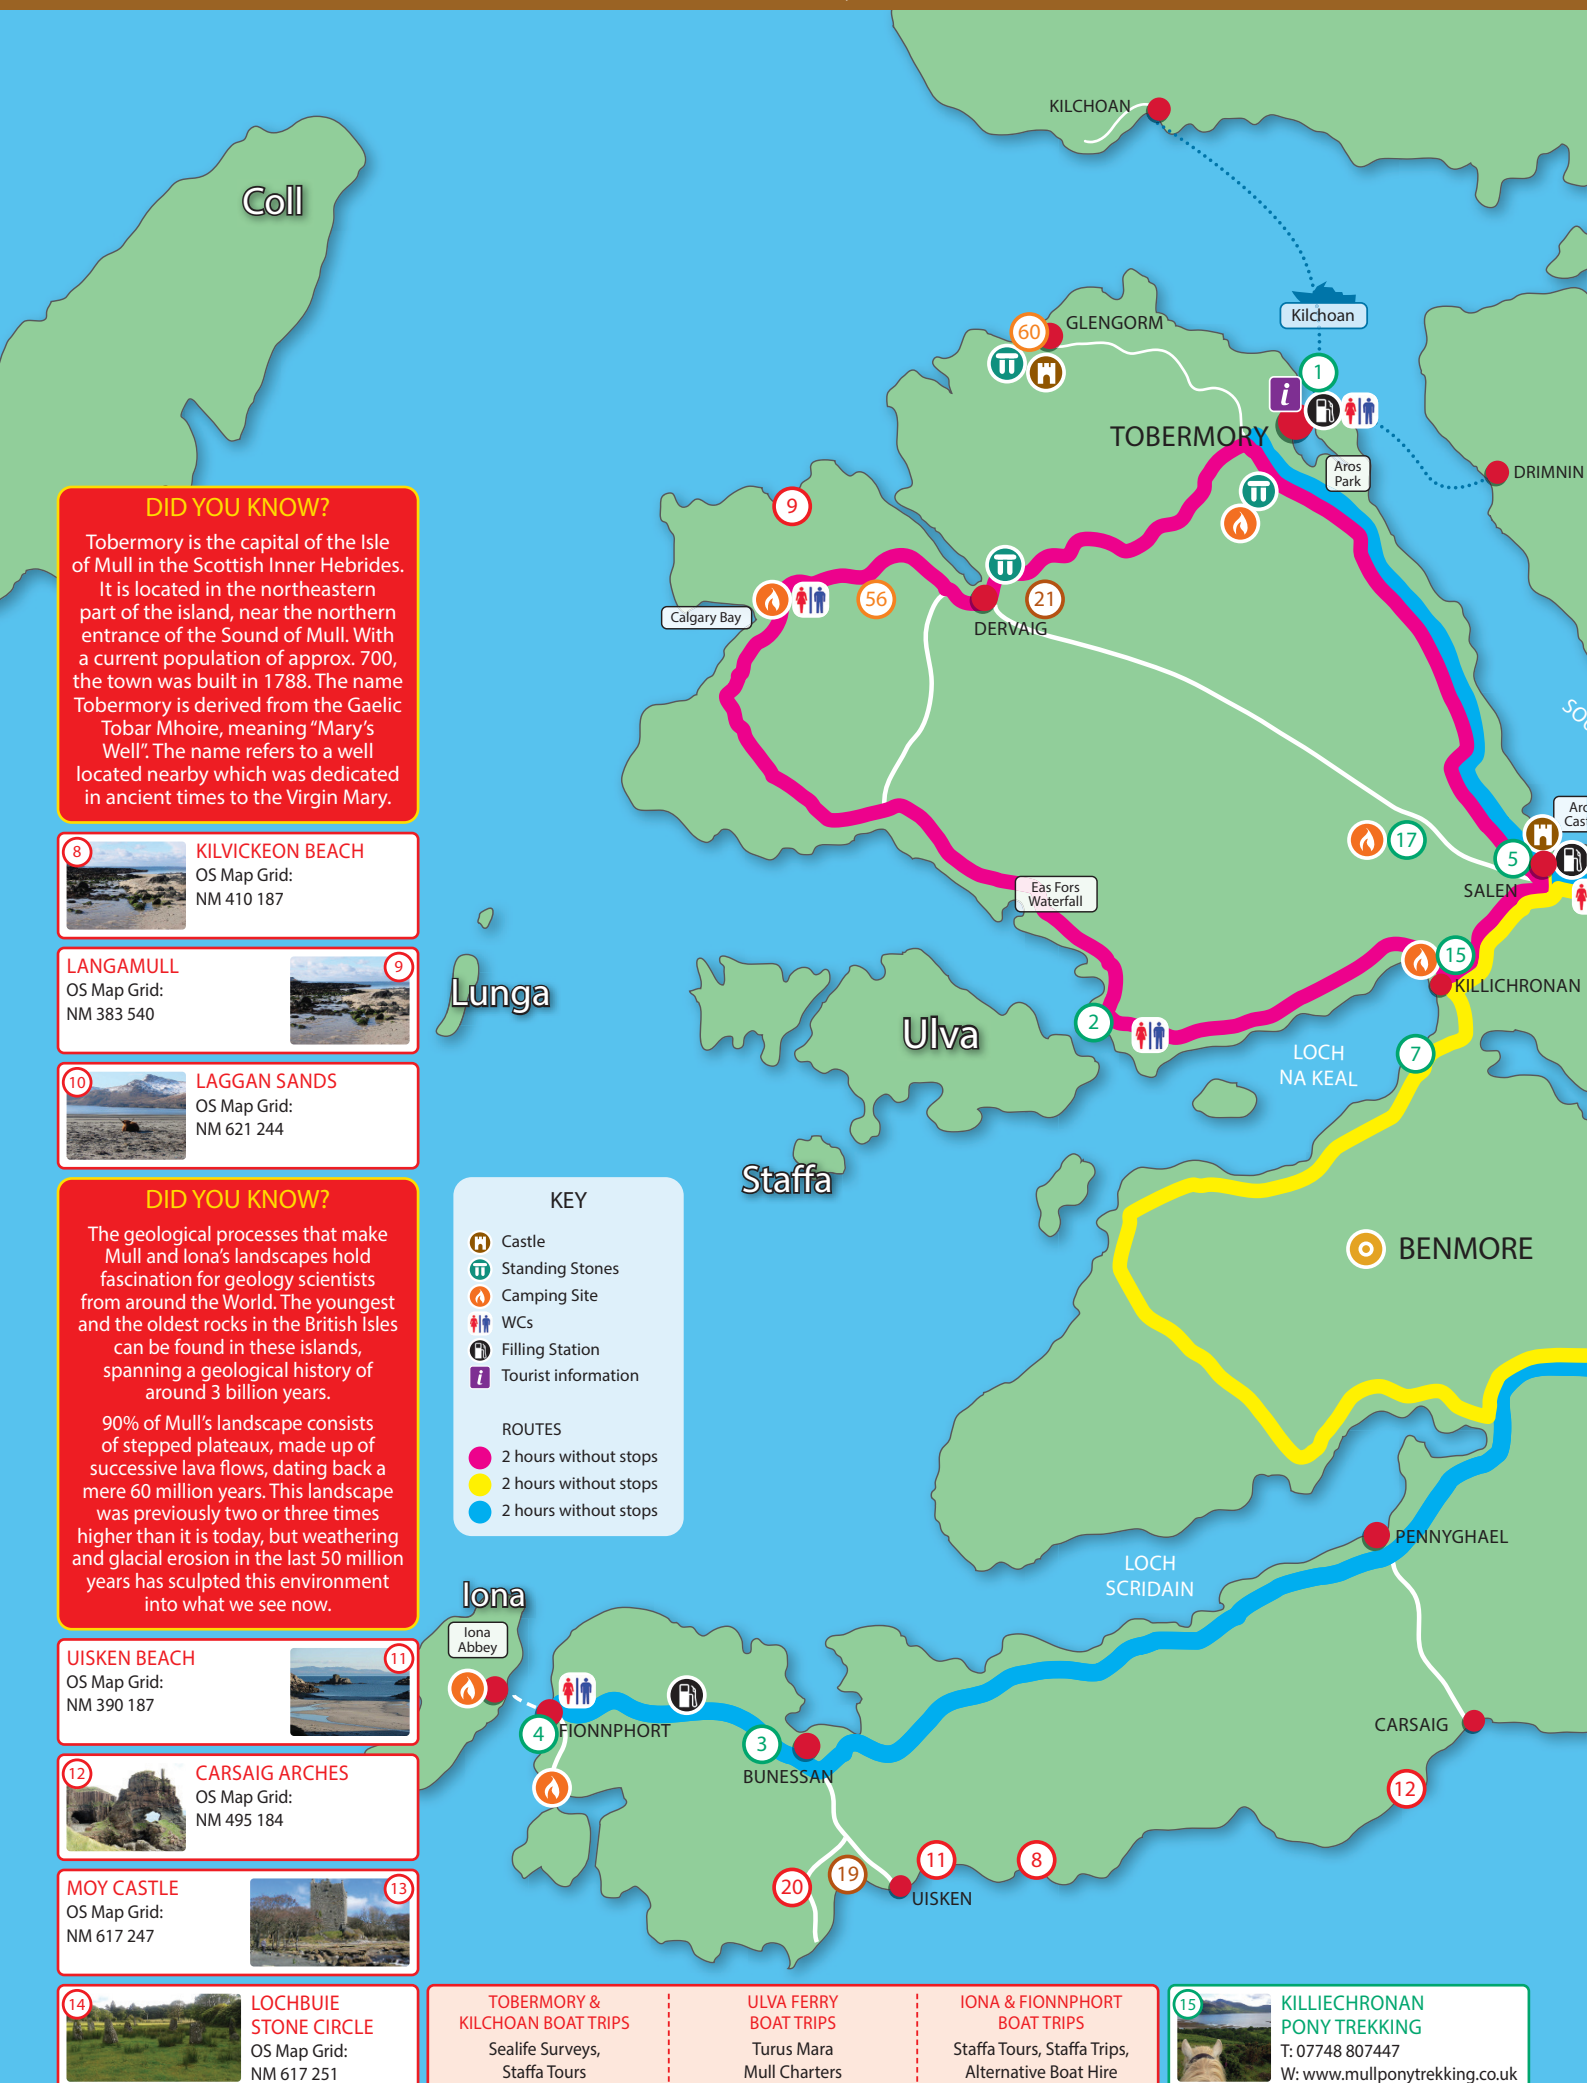 Coll
KILCHOAN
Kilchoan
GLENGORM
60
1
i
TOBERMORY
Aros
Park
DRIMNIN
9
56
21
Calgary Bay
DERVAIG
17
5
SALEN
Eas Fors
Waterfall
15
KILLICHRONAN
2
7
LOCH
NA KEAL
Lunga
Ulva
Staffa
BENMORE
PENNYGHAEL
LOCH
SCRIDAIN
Iona
Iona
Abbey
4
FIONNPHORT
3
BUNESSAN
CARSAIG
12
11
8
19
20
UISKEN
DID YOU KNOW?
Tobermory is the capital of the Isle
of Mull in the Scottish Inner Hebrides.
It is located in the northeastern
part of the island, near the northern
entrance of the Sound of Mull. With
a current population of approx. 700,
the town was built in 1788. The name
Tobermory is derived from the Gaelic
Tobar Mhoire, meaning “Mary’s
Well”. The name refers to a well
located nearby which was dedicated
in ancient times to the Virgin Mary.
8
KILVICKEON BEACH
OS Map Grid:
NM 410 187
LANGAMULL
OS Map Grid:
NM 383 540
9
10
LAGGAN SANDS
OS Map Grid:
NM 621 244
DID YOU KNOW?
The geological processes that make
Mull and Iona’s landscapes hold
fascination for geology scientists
from around the World. The youngest
and the oldest rocks in the British Isles
can be found in these islands,
spanning a geological history of
around 3 billion years.
90% of Mull’s landscape consists
of stepped plateaux, made up of
successive lava flows, dating back a
mere 60 million years. This landscape
was previously two or three times
higher than it is today, but weathering
and glacial erosion in the last 50 million
years has sculpted this environment
into what we see now.
KEY
Castle
Standing Stones
Camping Site
WCs
Filling Station
i Tourist information
ROUTES
2 hours without stops
2 hours without stops
2 hours without stops
UISKEN BEACH
OS Map Grid:
NM 390 187
11
12
CARSAIG ARCHES
OS Map Grid:
NM 495 184
MOY CASTLE
OS Map Grid:
NM 617 247
13
14
LOCHBUIE
STONE CIRCLE
OS Map Grid:
NM 617 251
TOBERMORY &
KILCHOAN BOAT TRIPS
Sealife Surveys,
Staffa Tours
ULVA FERRY
BOAT TRIPS
Turus Mara
Mull Charters
IONA & FIONNPHORT
BOAT TRIPS
Staffa Tours, Staffa Trips,
Alternative Boat Hire
15
KILLIECHRONAN
PONY TREKKING
T: 07748 807447
W: www.mullponytrekking.co.uk